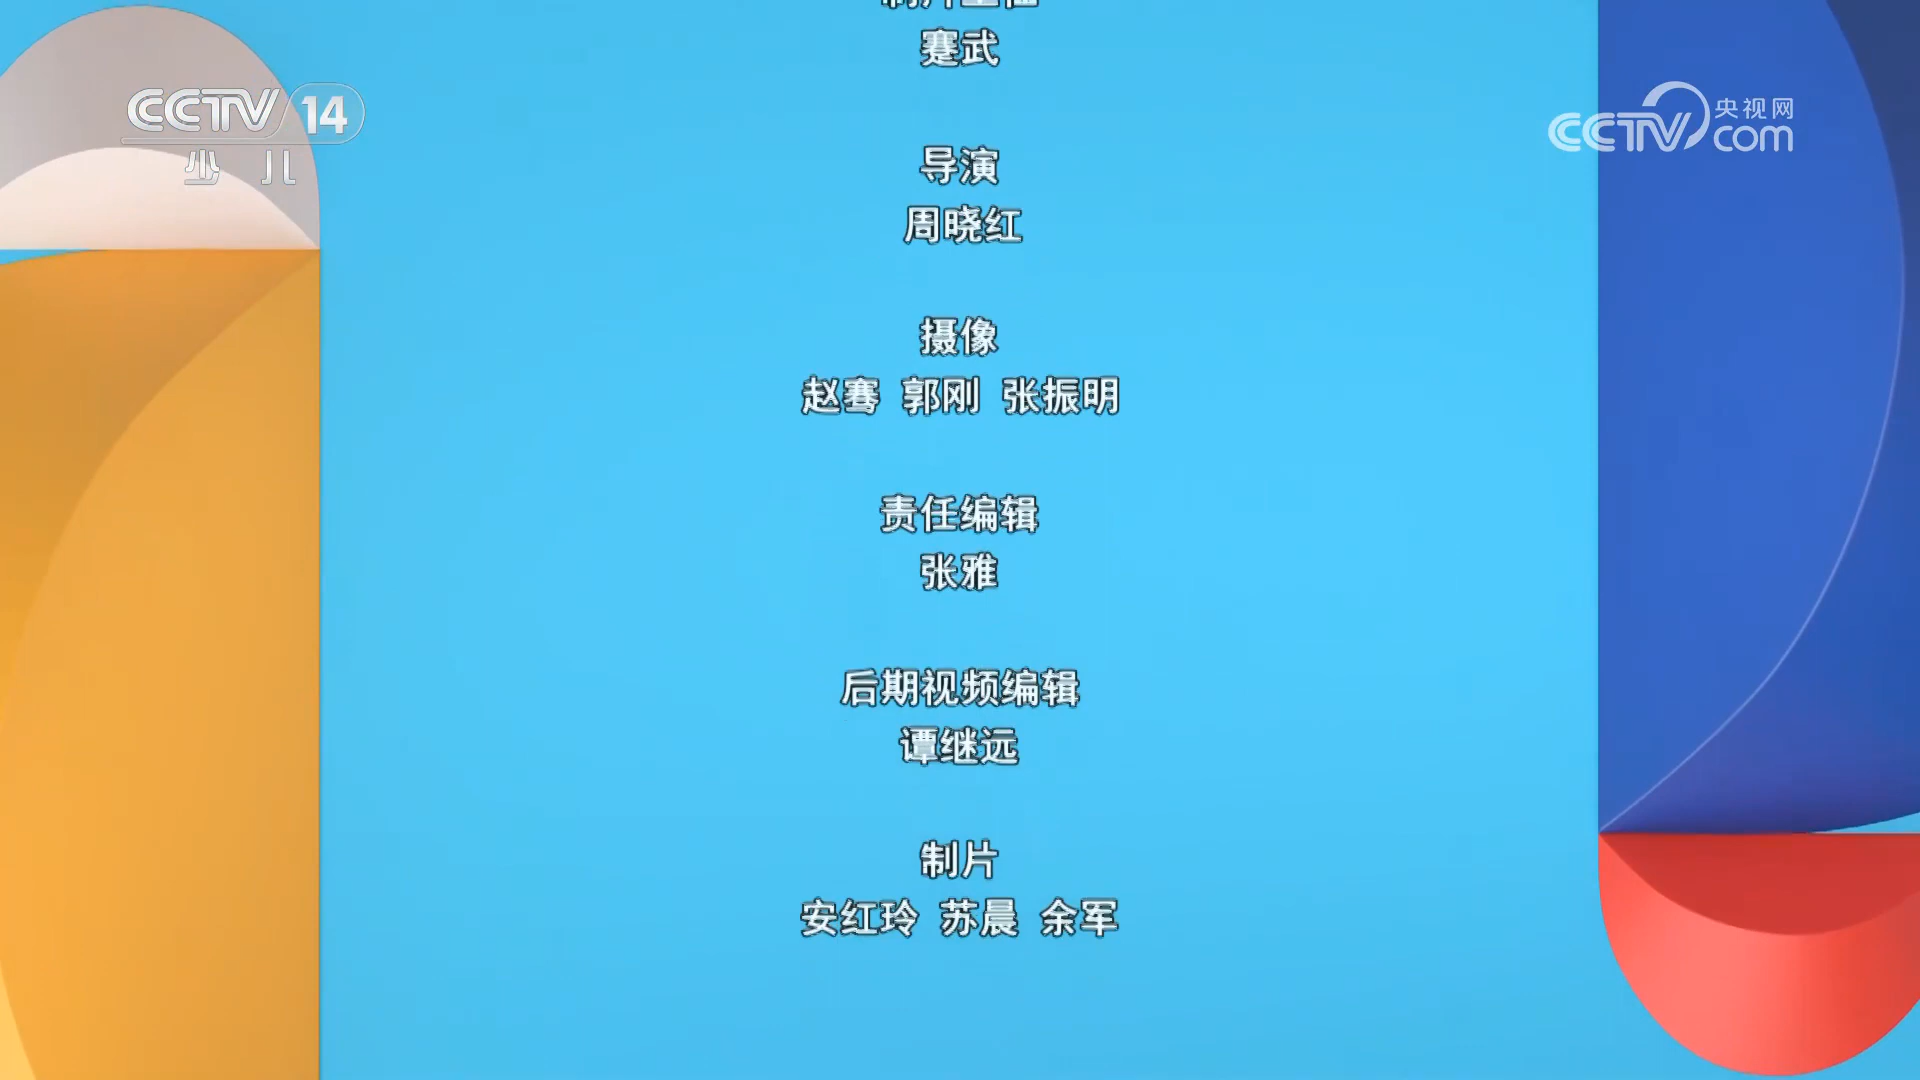 蹇武
CCTV 14
少儿
央视网
CCTV.com
导演
周晓红
摄像
赵骞 郭刚 张振明
责任编辑
张雅
后期视频编辑
谭继远
制片
安红玲 苏晨 余军